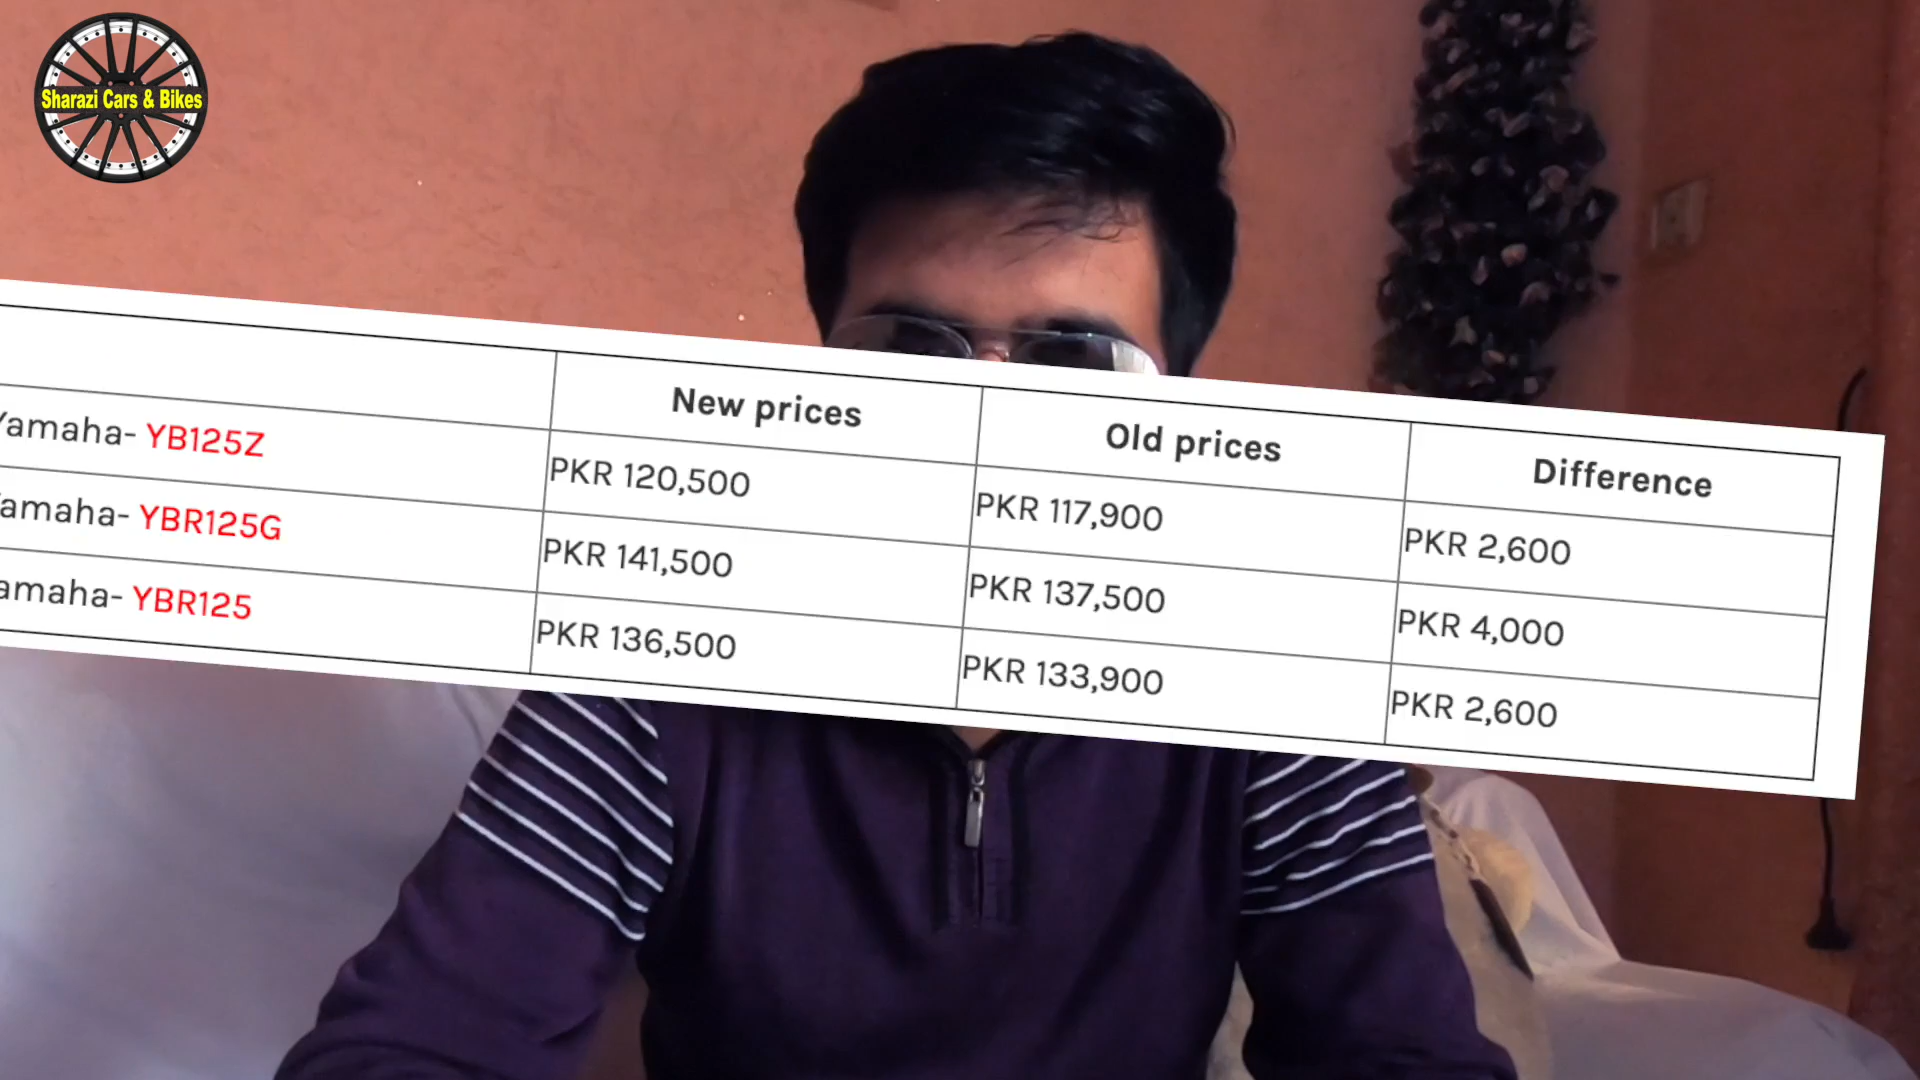 Sharazi Cars & Bikes
New prices Old prices Difference
Yamaha- YB125Z PKR 120,500 PKR 117,900 PKR 2,600
Yamaha- YBR125G PKR 141,500 PKR 137,500 PKR 4,000
amaha- YBR125 PKR 136,500 PKR 133,900 PKR 2,600